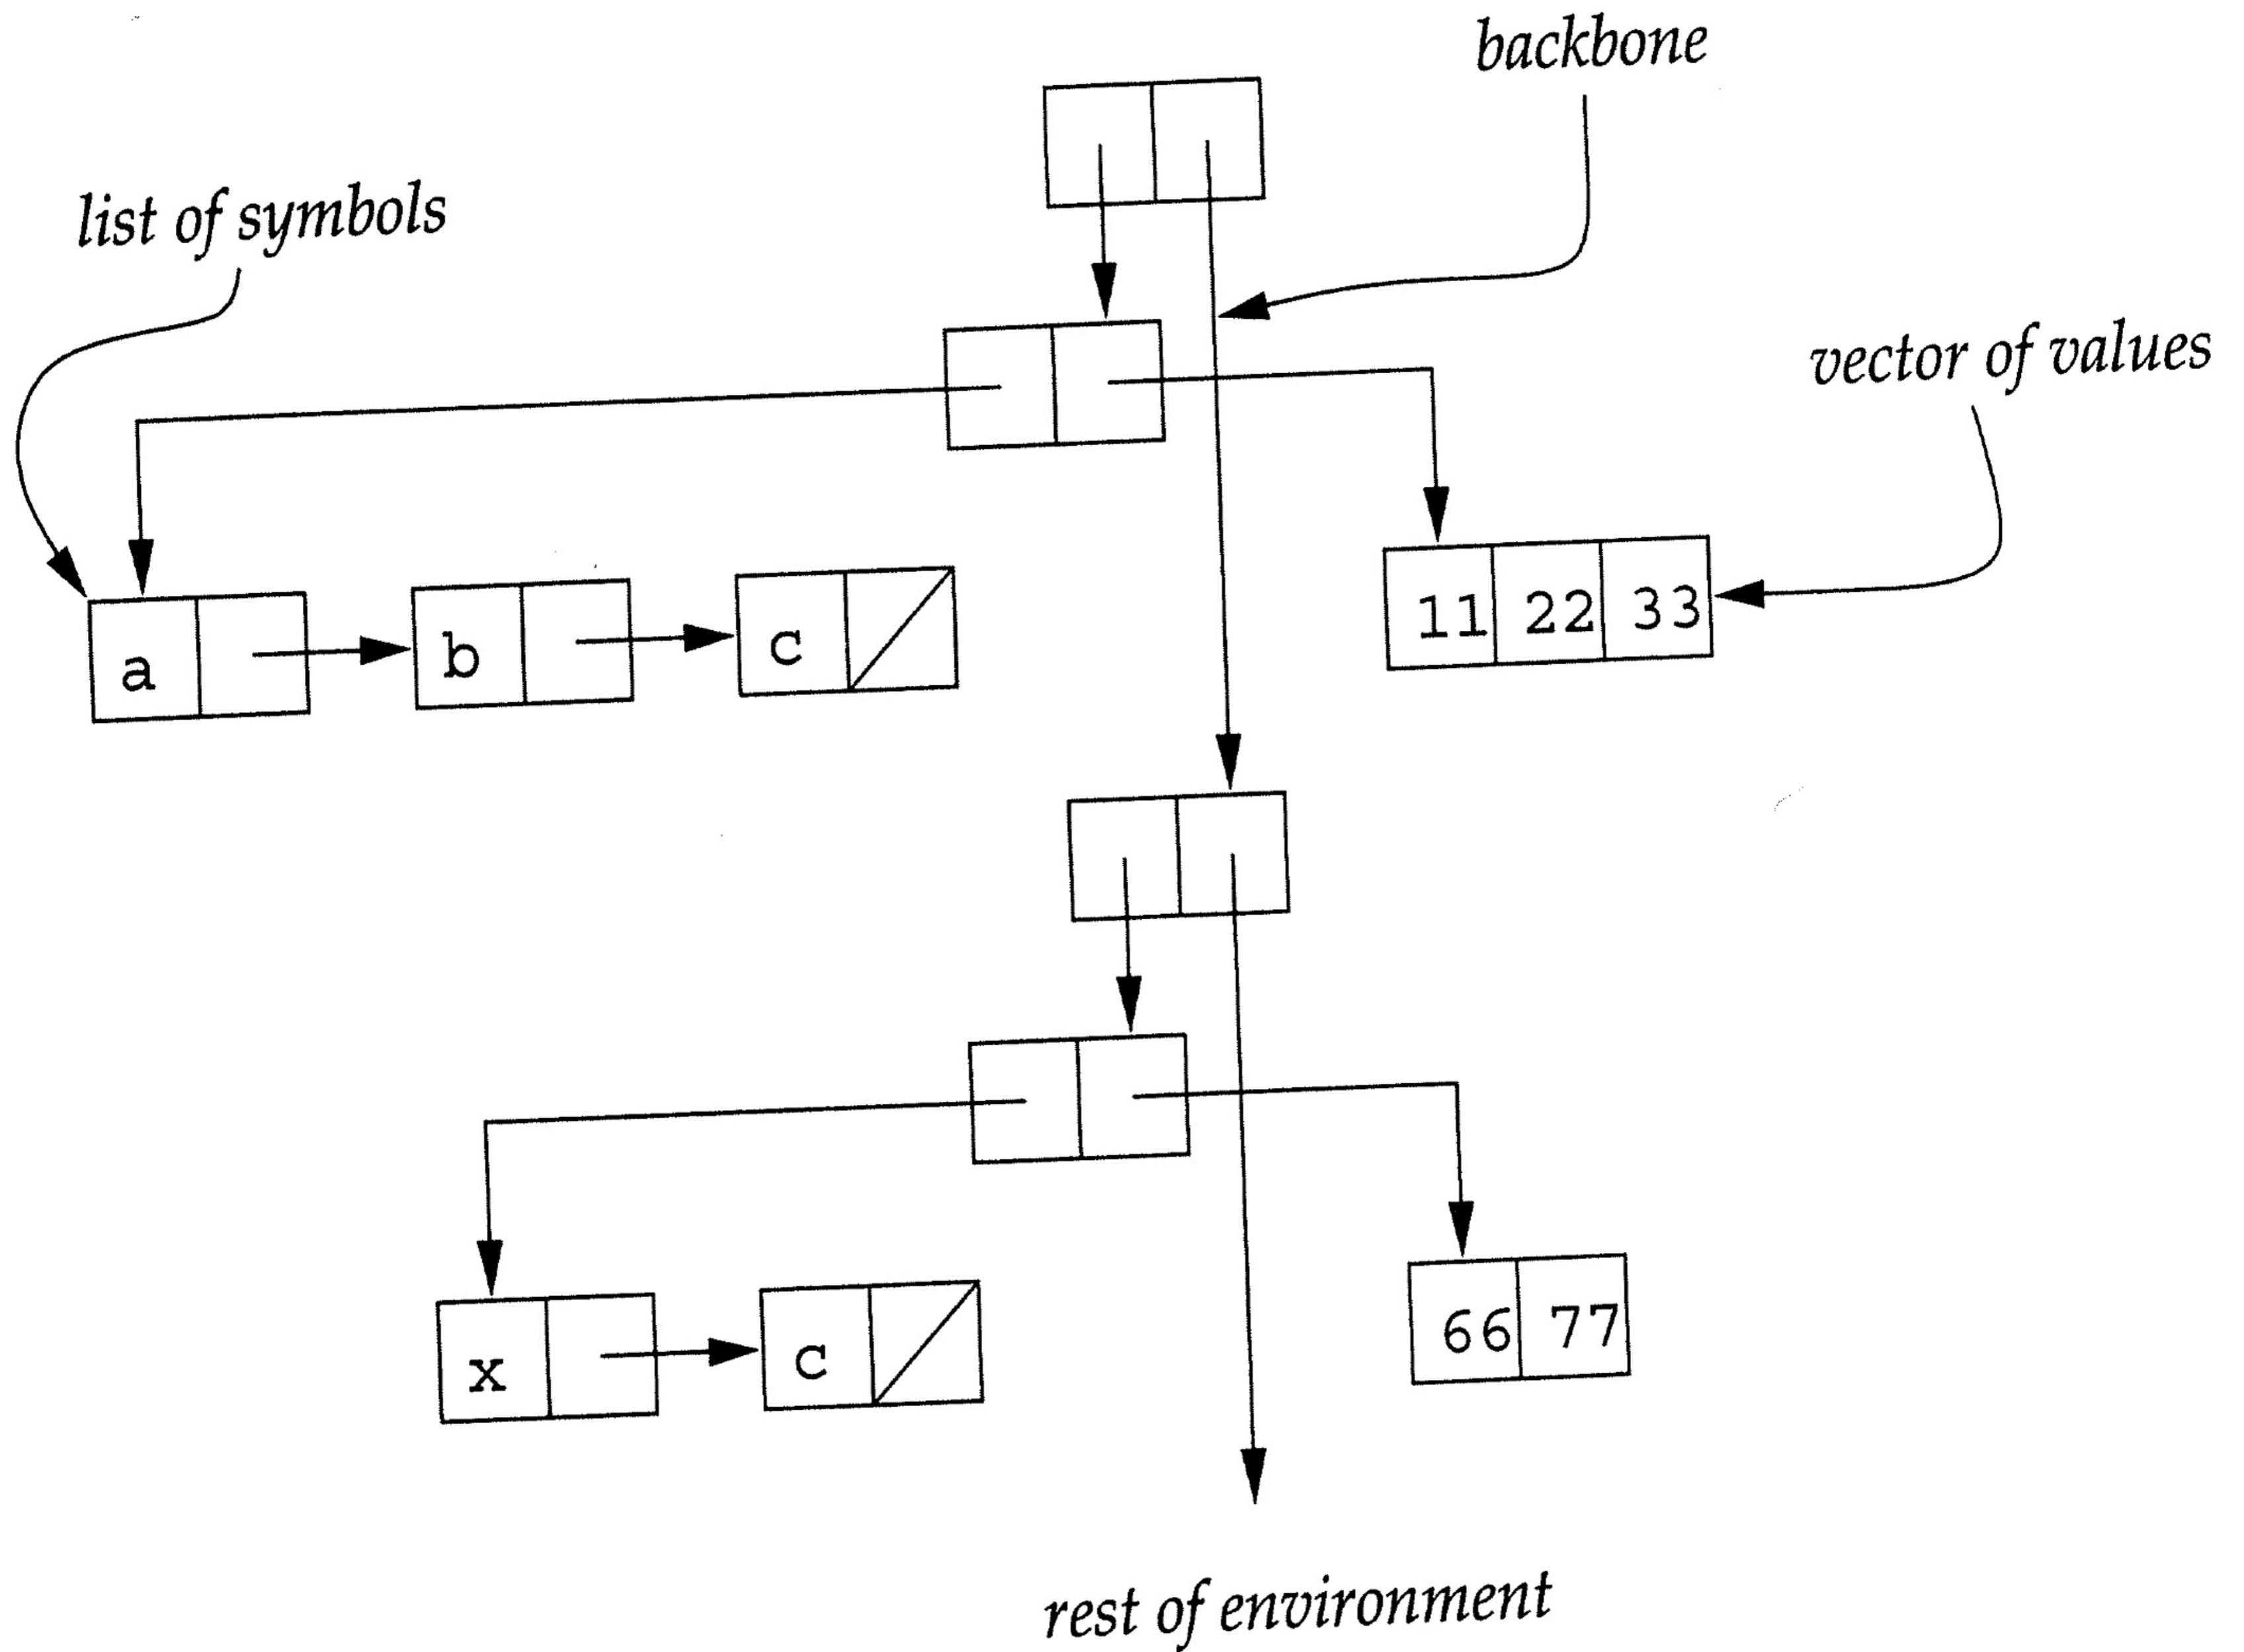 backbone
list of symbols
vector of values
a b c
11 22 33
x c
66 77
rest of environment